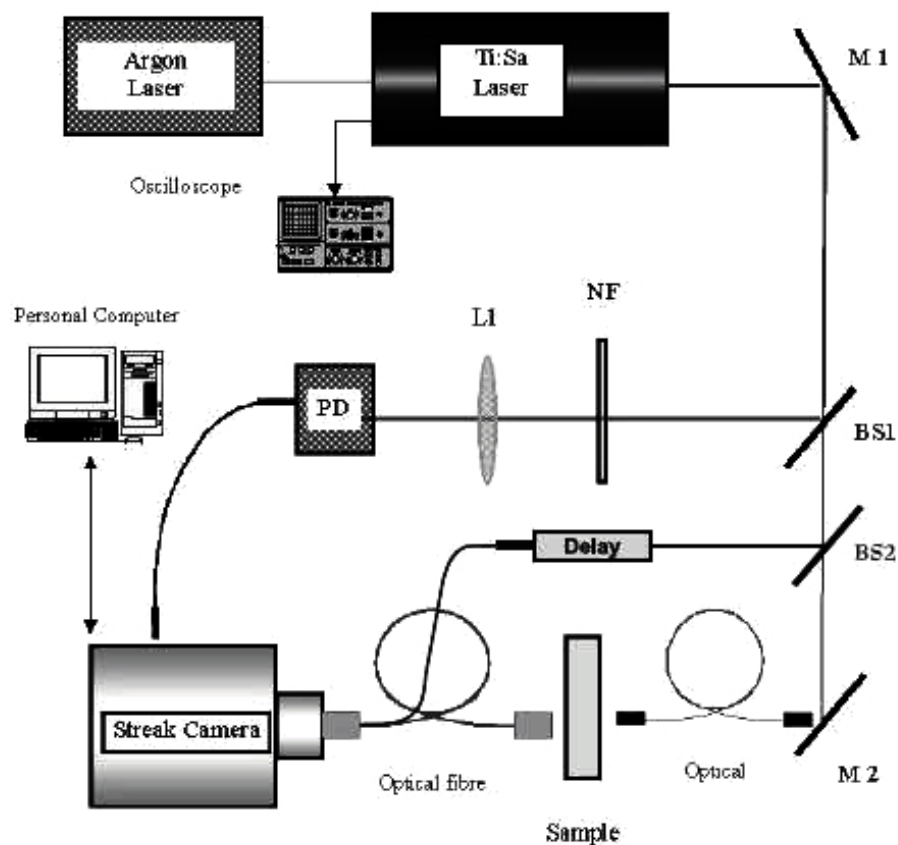 Argon
Laser
Ti:Sa
Laser
M 1
Oscilloscope
NF
L1
Personal Computer
PD
BS1
Delay
BS2
Streak Camera
Optical fibre
Optical
M 2
Sample